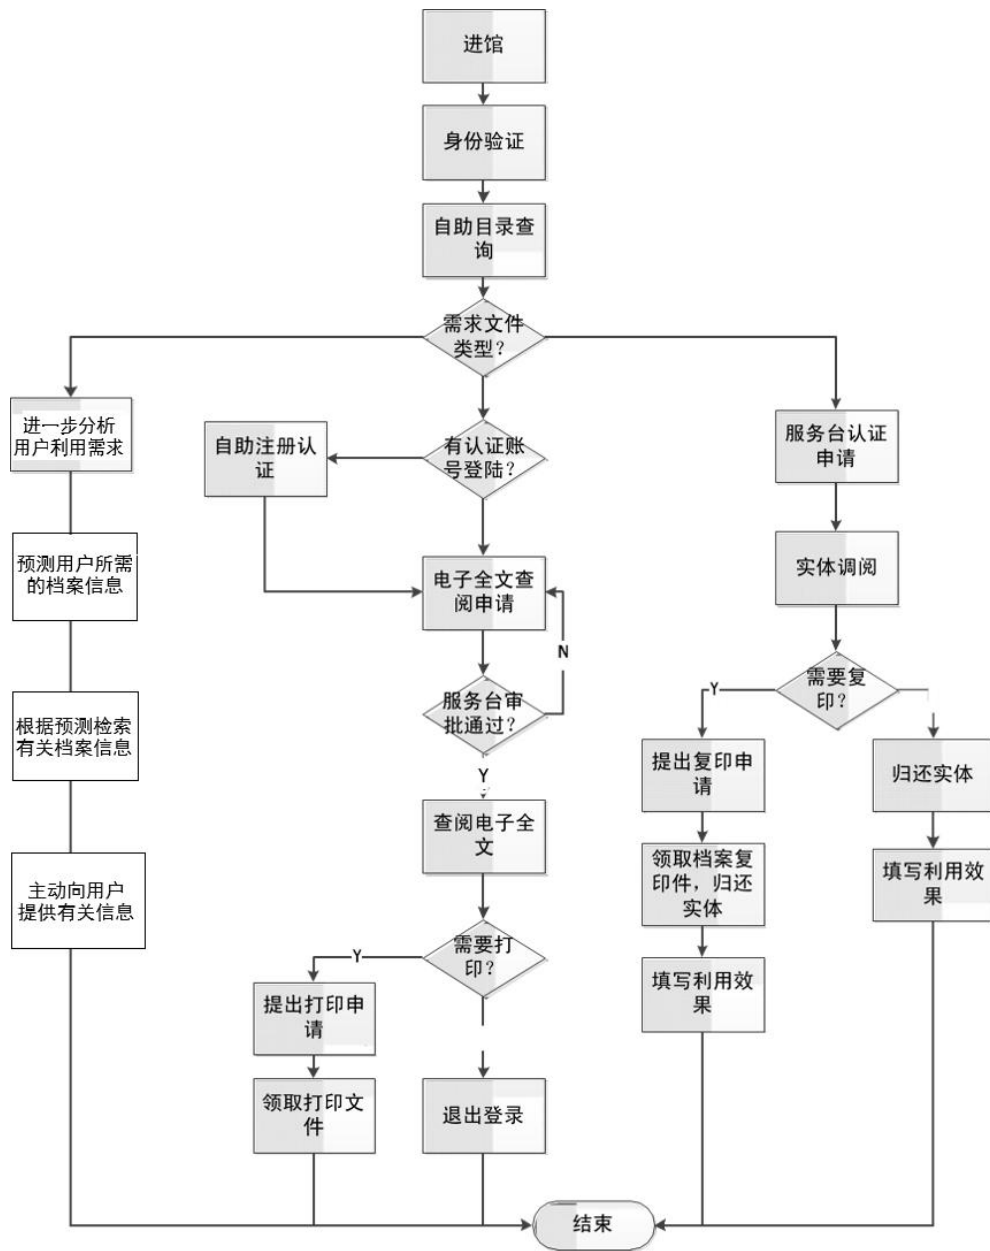 进馆
身份验证
自助目录查
询
需求文件
类型？
进一步分析
用户利用需求
自助注册认
证
有认证账
号登陆？
服务台认证
申请
预测用户所需
的档案信息
电子全文查
阅申请
实体调阅
N
根据预测检索
有关档案信息
服务台审
批通过？
Y
需要复
印？
Y
提出复印申
请
归还实体
查阅电子全
文
领取档案复
印件，归还
实体
填写利用效
果
主动向用户
提供有关信息
需要打
印？
Y
提出打印申
请
填写利用效
果
领取打印文
件
退出登录
结束